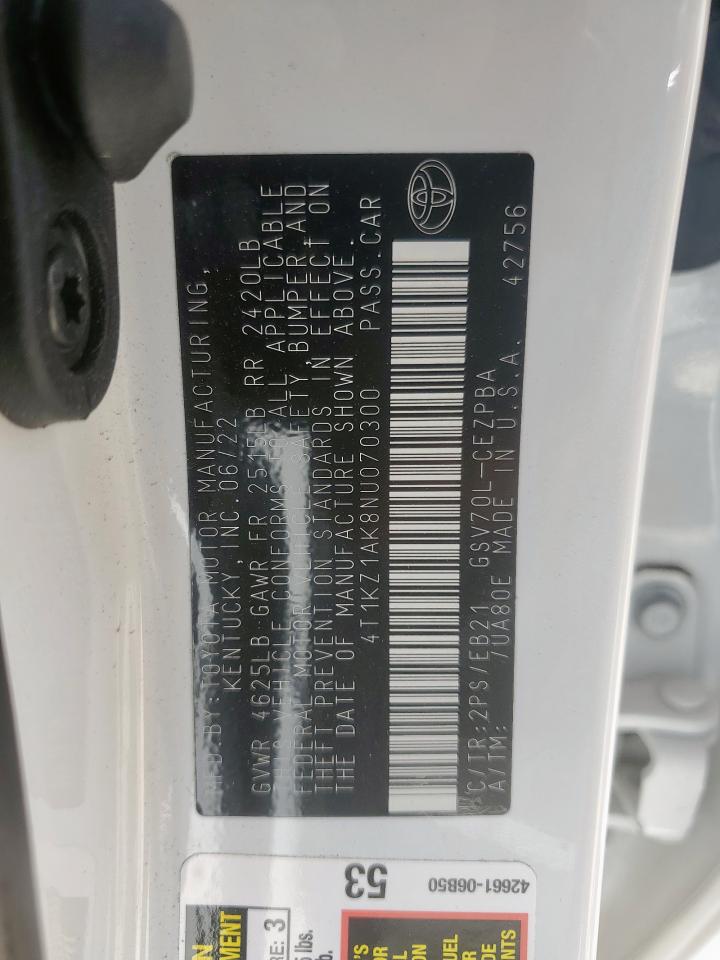 MFD.BY:TOYOTA MOTOR MANUFACTURING,
KENTUCKY, INC. 06/22
GVWR 4625LB GAWR FR 2515LB RR 2420LB
THIS VEHICLE CONFORMS TO ALL APPLICABLE
FEDERAL MOTOR VEHICLE SAFETY, BUMPER, AND
THEFT PREVENTION STANDARDS IN EFFECT ON
THE DATE OF MANUFACTURE SHOWN ABOVE.
4T1KZ1AK8NU070300 PASS.CAR
C/TR:2PS/EB21 GSV70L-CEZPBA
A/TM: /UA80E MADE IN U.S.A. 42756
53
42661-06B50